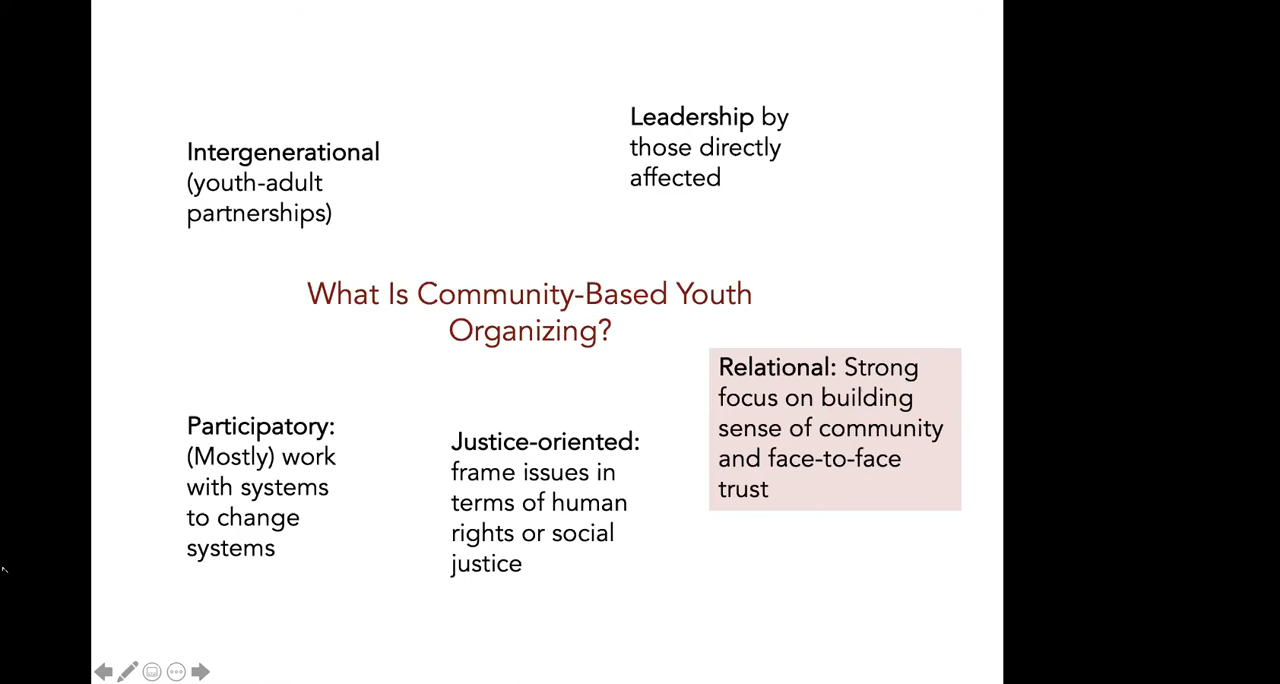 Leadership by
those directly
affected
Intergenerational
(youth-adult
partnerships)
What Is Community-Based Youth
Organizing?
Relational: Strong
focus on building
sense of community
and face-to-face
trust
Participatory:
(Mostly) work
with systems
to change
systems
Justice-oriented:
frame issues in
terms of human
rights or social
justice